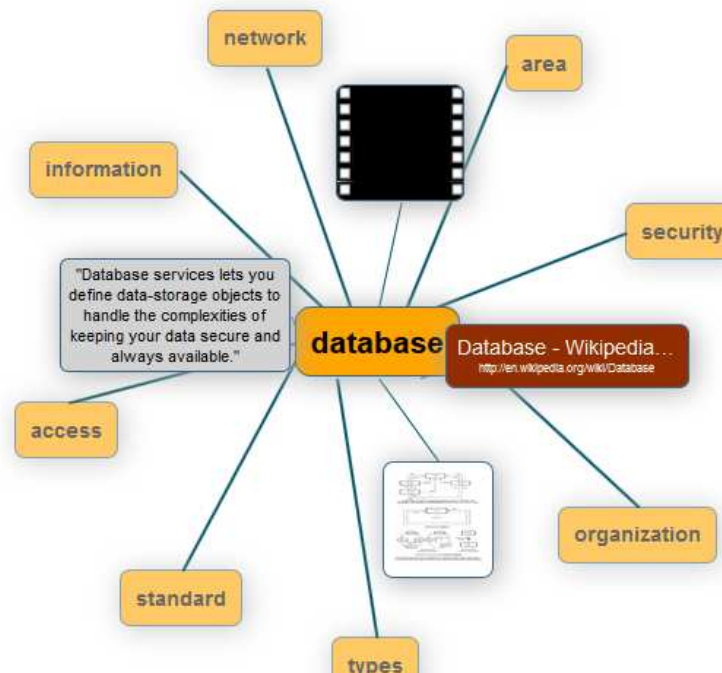 network
area
information
security
"Database services lets you
define data-storage objects to
handle the complexities of
keeping your data secure and
always available."
database
Database - Wikipedia...
http://en.wikipedia.org/wiki/Database
access
organization
standard
types